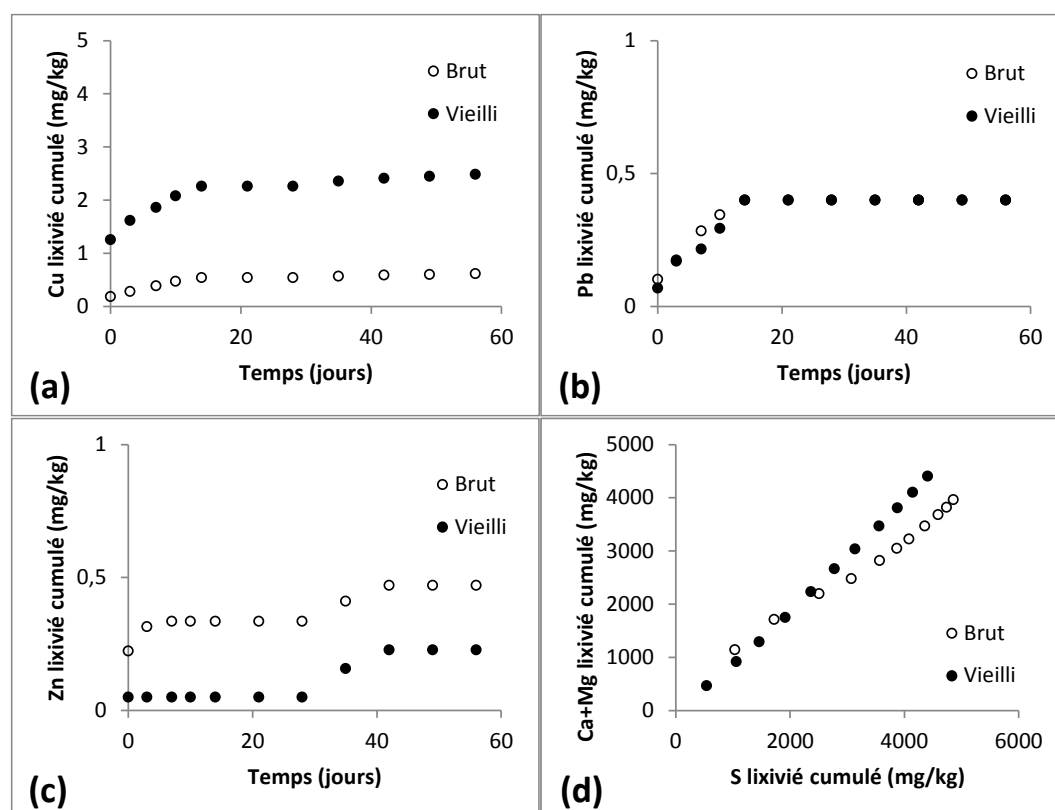 5
4
3
2
1
0
0
20
40
60
Cu lixivié cumulé (mg/kg)
Temps (jours)
Brut
Vieilli
(a)
1
0,5
0
0
20
40
60
Pb lixivié cumulé (mg/kg)
Temps (jours)
Brut
Vieilli
(b)
1
0,5
0
0
20
40
60
Zn lixivié cumulé (mg/kg)
Temps (jours)
Brut
Vieilli
(c)
5000
4000
3000
2000
1000
0
0
2000
4000
6000
Ca+Mg lixivié cumulé (mg/kg)
S lixivié cumulé (mg/kg)
Brut
Vieilli
(d)